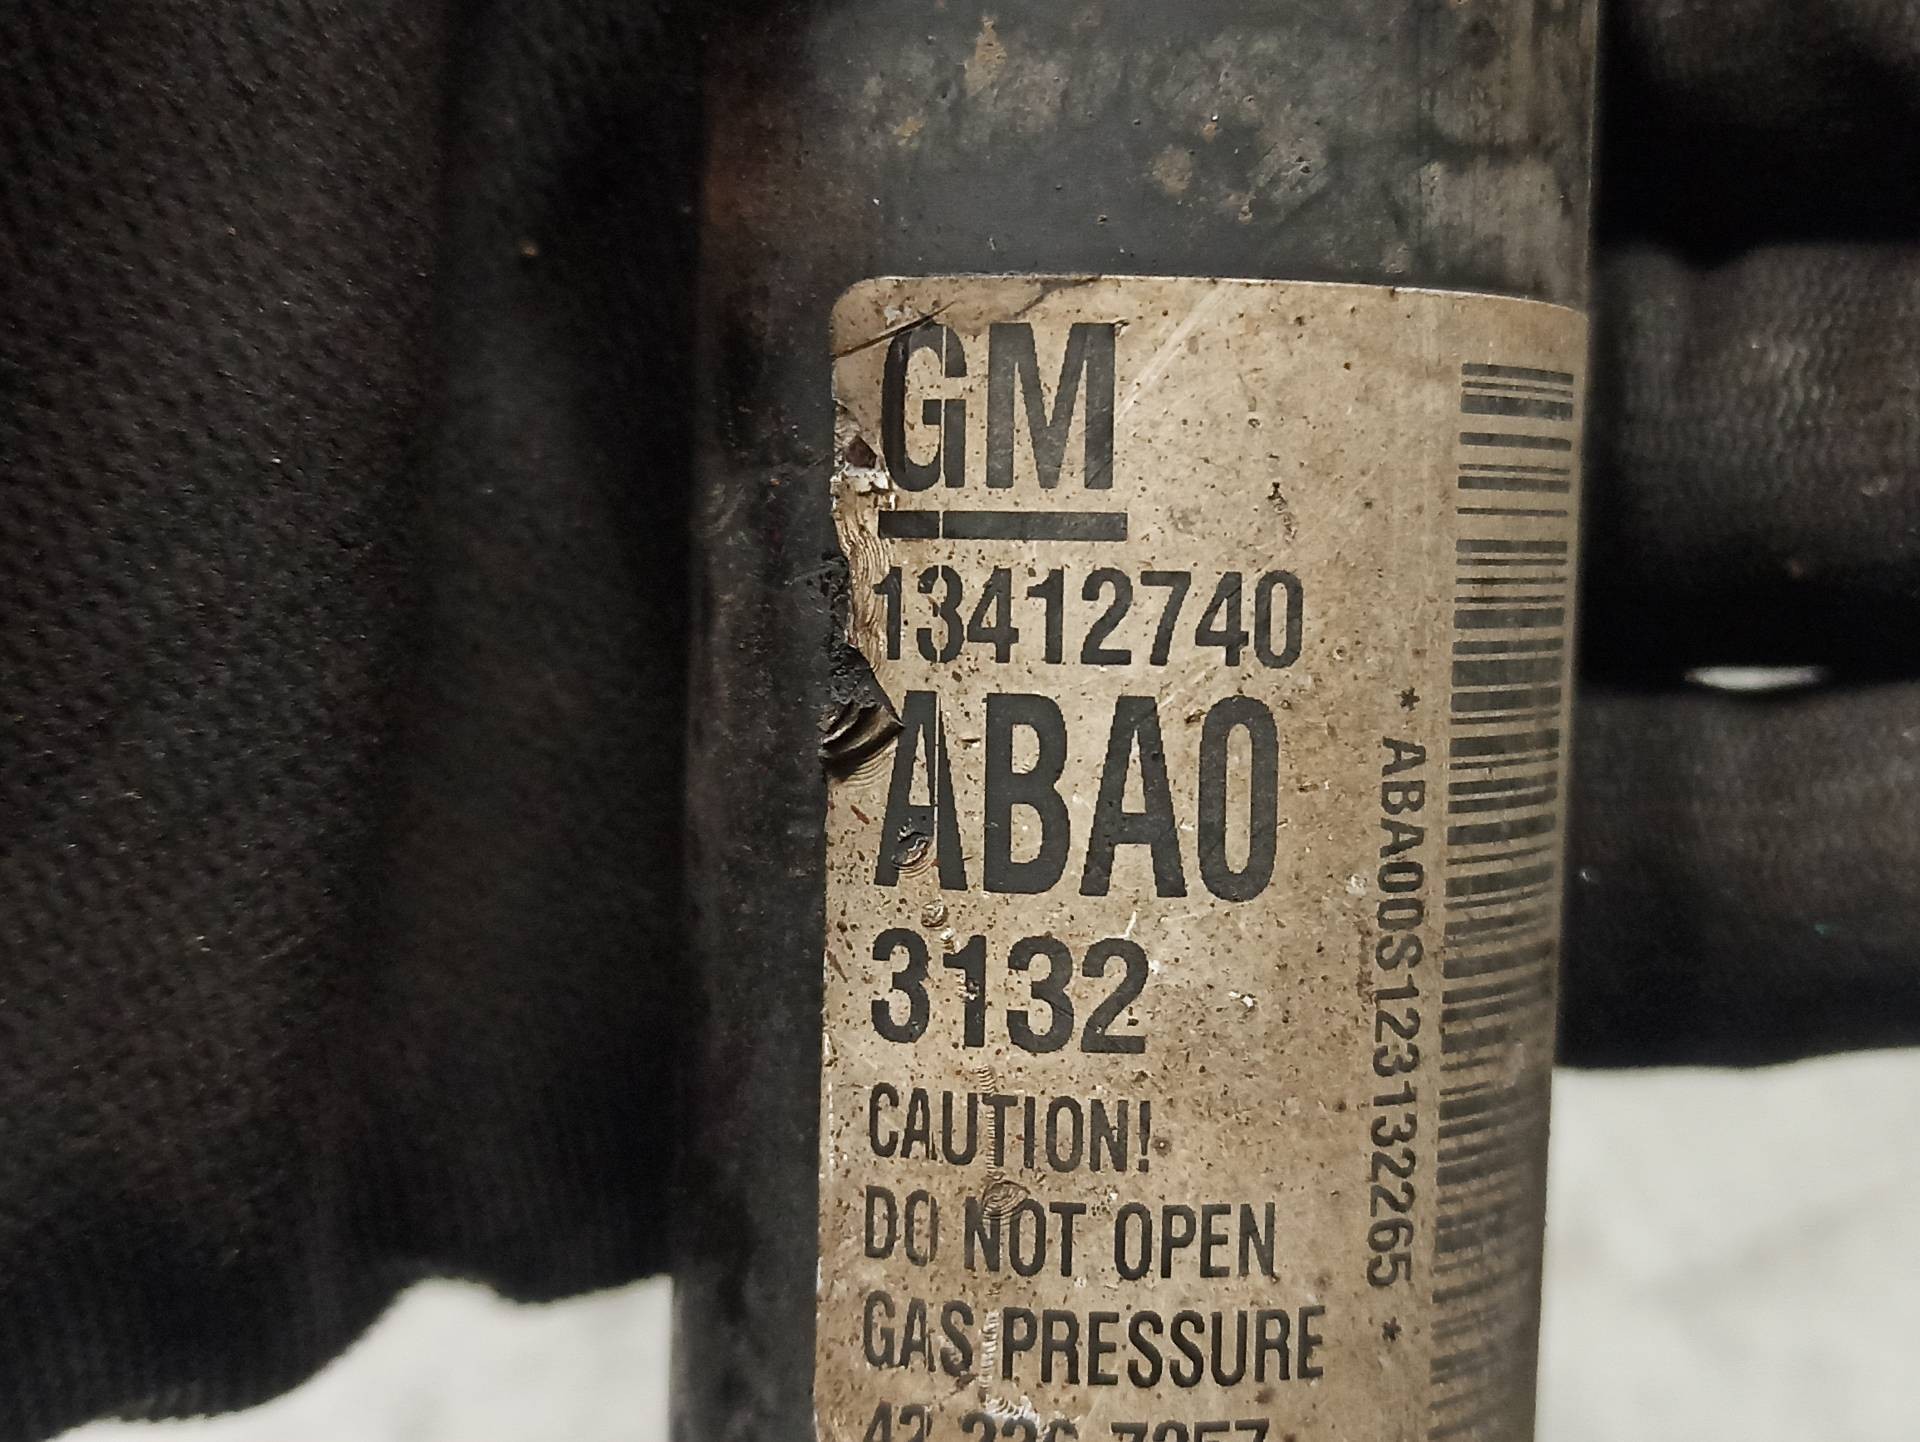 GM
13412740
ABA0
3132
CAUTION!
DO NOT OPEN
GAS PRESSURE
* ABA00S123132265 *